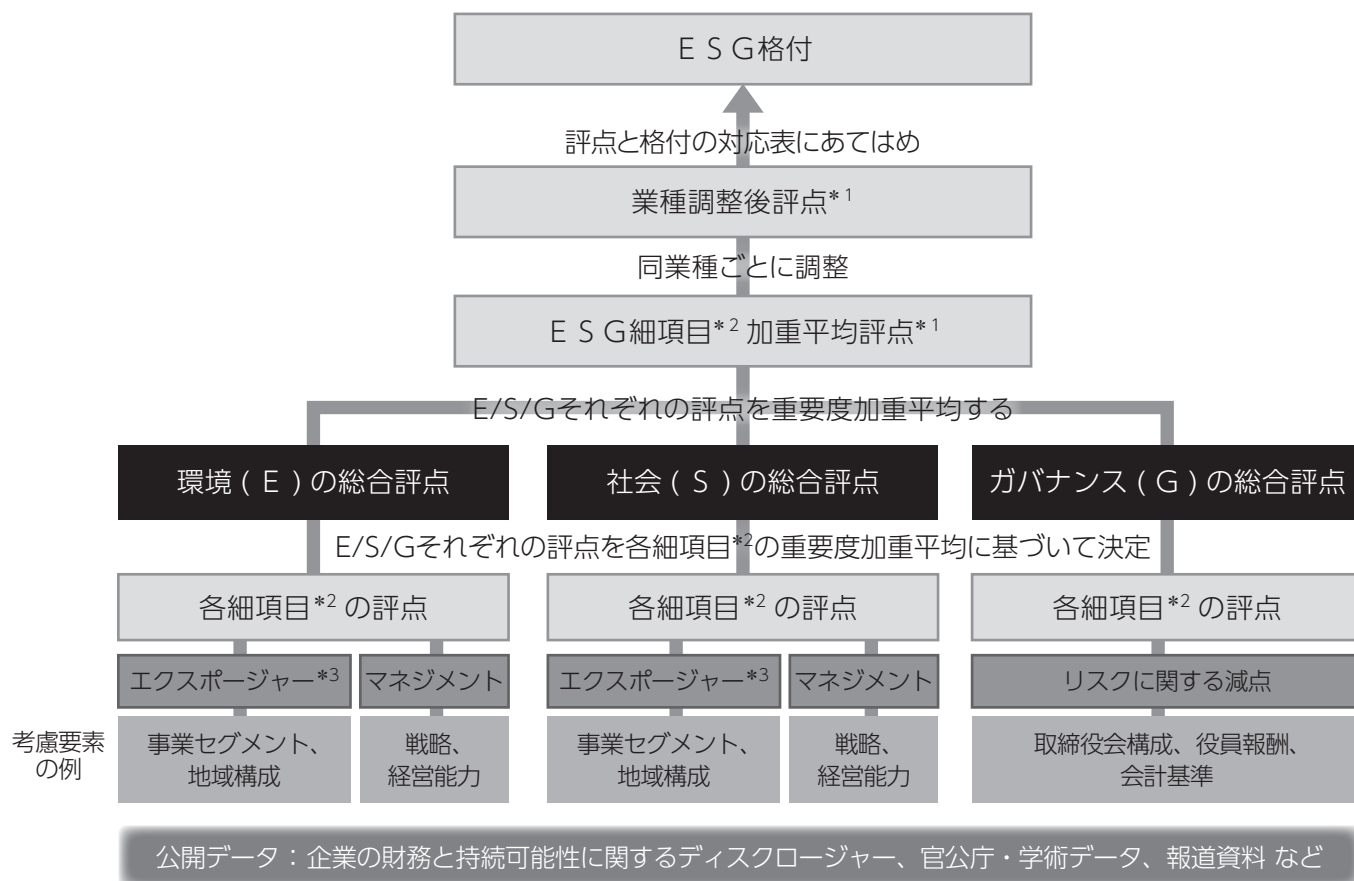 ESG格付
評点と格付の対応表にあてはめ
業種調整後評点*1
同業種ごとに調整
ESG細項目*2 加重平均評点*1
E/S/Gそれぞれの評点を重要度加重平均する
環境(E)の総合評点
社会(S)の総合評点
ガバナンス(G)の総合評点
E/S/Gそれぞれの評点を各細項目*2の重要度加重平均に基づいて決定
各細項目*2 の評点
各細項目*2 の評点
各細項目*2 の評点
エクスポージャー*3
マネジメント
エクスポージャー*3
マネジメント
リスクに関する減点
考慮要素
の例
事業セグメント、
地域構成
戦略、
経営能力
事業セグメント、
地域構成
戦略、
経営能力
取締役会構成、役員報酬、
会計基準
公開データ:企業の財務と持続可能性に関するディスクロージャー、官公庁・学術データ、報道資料 など